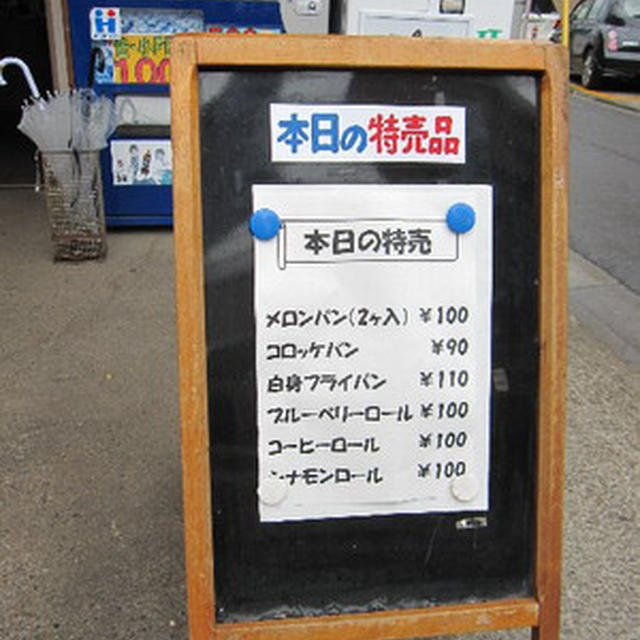 本日の特売品
本日の特売
メロンパン(2ヶ入) ¥100
コロッケパン ¥90
白身フライパン ¥110
ブルーベリーロール ¥100
コーヒーロール ¥100
シナモンロール ¥100
100